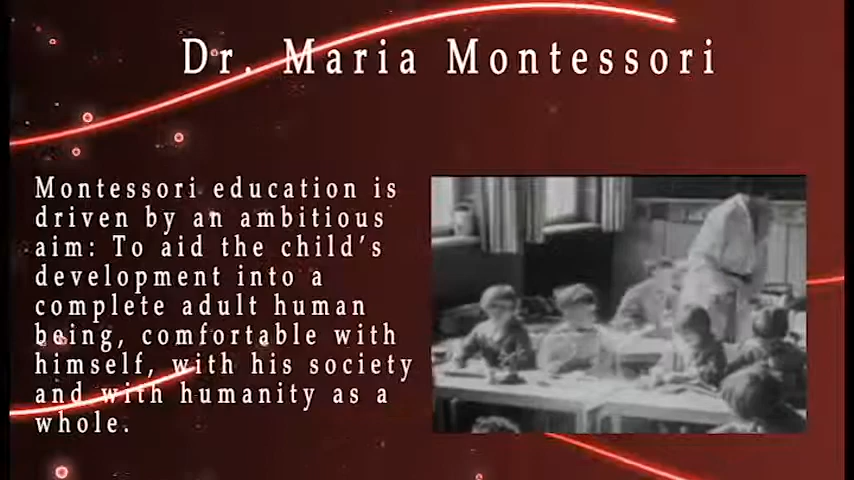 Dr. Maria Montessori
Montessori education is
driven by an ambitious
aim: To aid the child's
development into a
complete adult human
being, comfortable with
himself, with his society
and with humanity as a
whole.